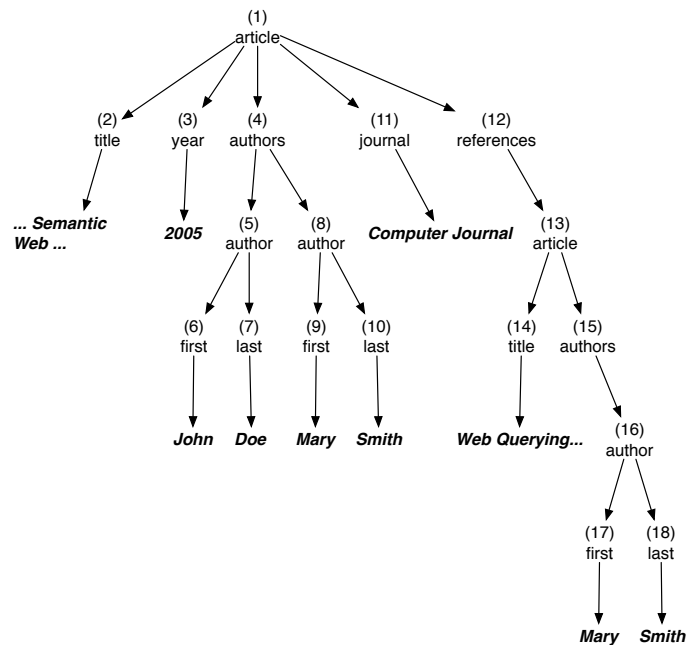 (1)
article
(2) (3) (4) (11) (12)
title year authors journal references
... Semantic
Web ...
2005 (5) (8) Computer Journal (13)
author author article
(6) (7) (9) (10) (14) (15)
first last first last title authors
John Doe Mary Smith Web Querying... (16)
author
(17) (18)
first last
Mary Smith